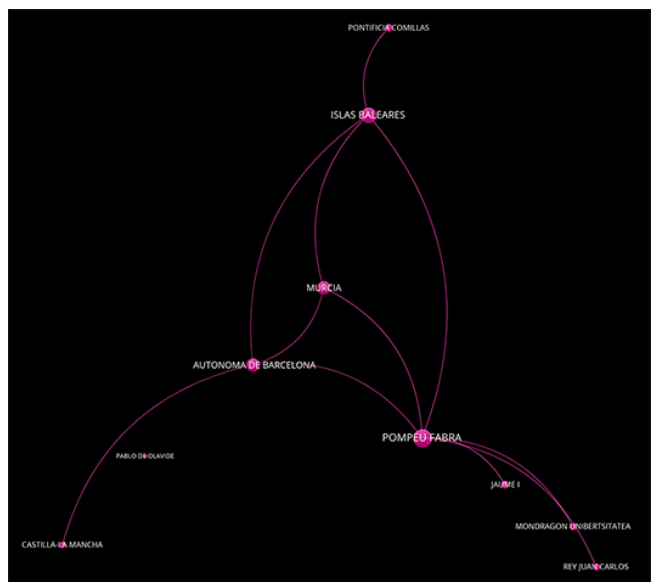 PONTIFICIA COMILLAS
ISLAS BALEARES
MURCIA
AUTONOMA DE BARCELONA
POMPEU FABRA
PABLO DE OLAVIDE
JAUME I
MONDRAGON UNIBERTSITATEA
CASTILLA-LA MANCHA
REY JUAN CARLOS